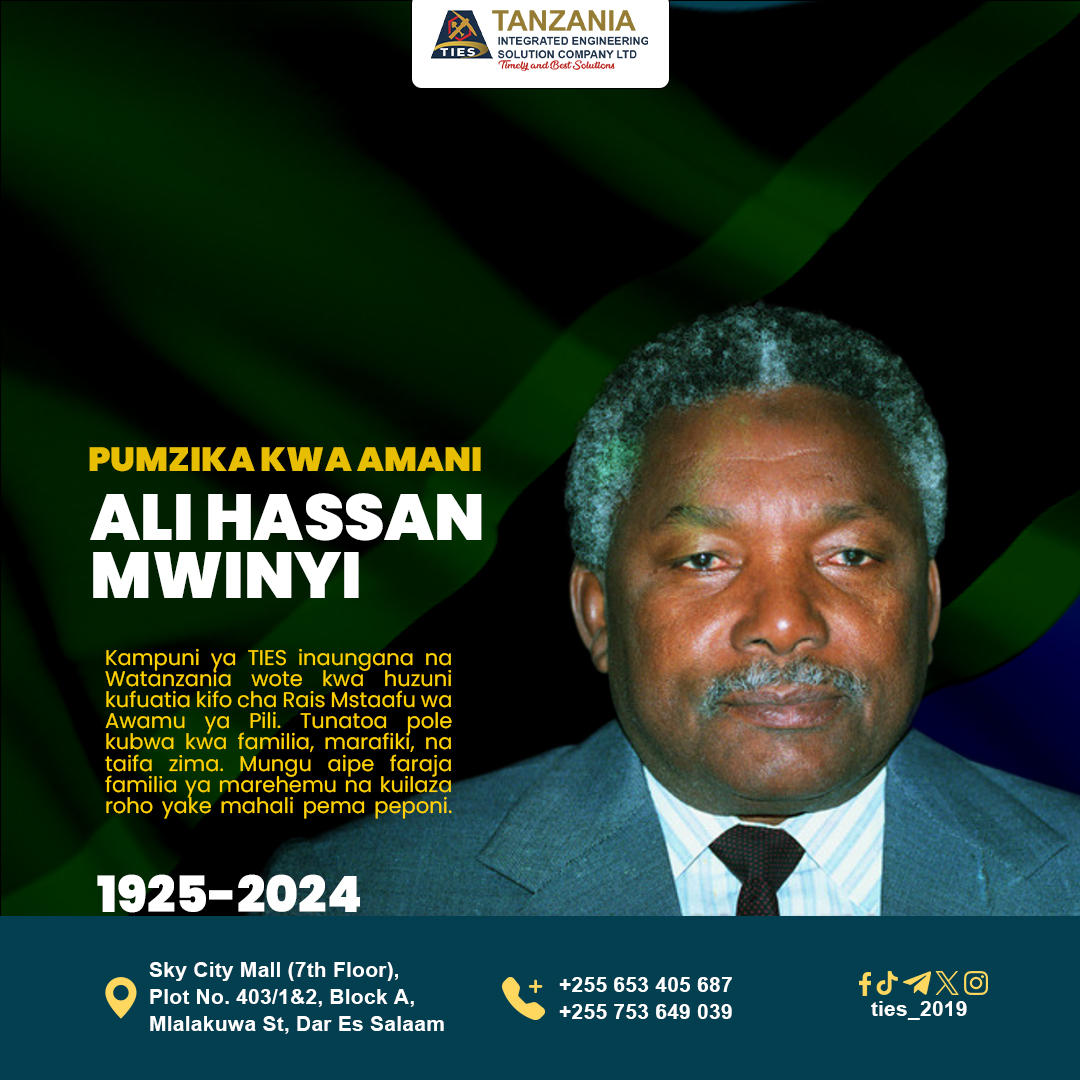 TIES
TANZANIA
INTEGRATED ENGINEERING
SOLUTION COMPANY LTD
Timely and Best Solutions
PUMZIKA KWA AMANI
ALI HASSAN
MWINYI
Kampuni ya TIES inaungana na
Watanzania wote kwa huzuni
kufuatia kifo cha Rais Mstaafu wa
Awamu ya Pili. Tunatoa pole
kubwa kwa familia, marafiki, na
taifa zima. Mungu aipe faraja
familia ya marehemu na kuilaza
roho yake mahali pema peponi.
1925-2024
Sky City Mall (7th Floor),
Plot No. 403/1&2, Block A,
Mlalakuwa St, Dar Es Salaam
+255 653 405 687
+255 753 649 039
ties_2019